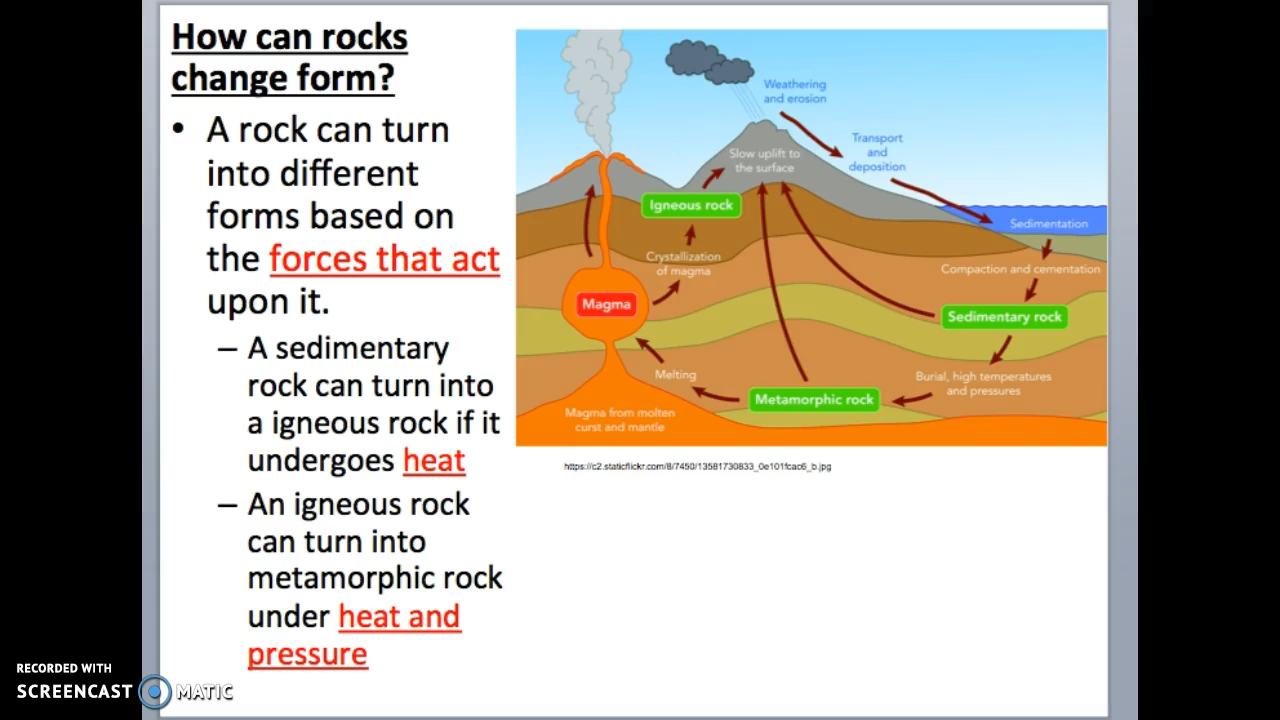 How can rocks
change form?
• A rock can turn
into different
forms based on
the forces that act
upon it.
– A sedimentary
rock can turn into
a igneous rock if it
undergoes heat
– An igneous rock
can turn into
metamorphic rock
under heat and
pressure
Weathering
and erosion
Transport
and
deposition
Slow uplift to
the surface
Igneous rock
Sedimentation
Crystallization
of magma
Compaction and cementation
Magma
Sedimentary rock
Melting
Burial, high temperatures
and pressures
Metamorphic rock
Magma from molten
curst and mantle
https://c2.staticflickr.com/8/7450/13581730833_0e101fcac6_b.jpg
RECORDED WITH
SCREENCAST MATIC